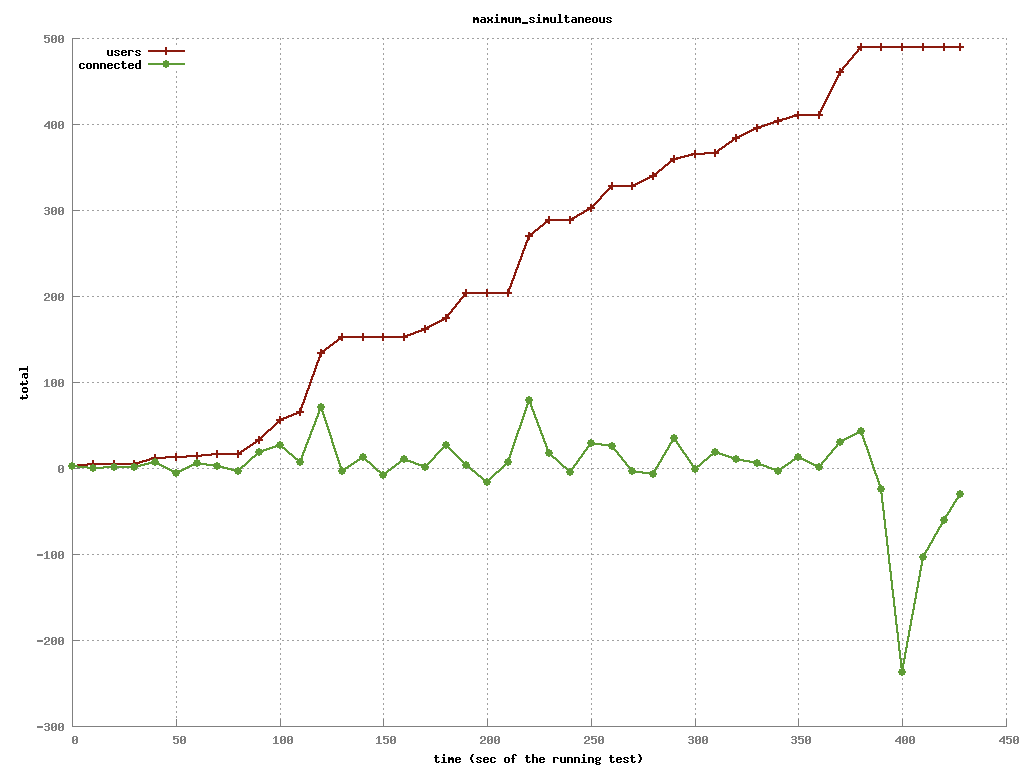 maximum_simultaneous
users
connected
500
400
300
200
100
0
-100
-200
-300
total
0 50 100 150 200 250 300 350 400 450
time (sec of the running test)